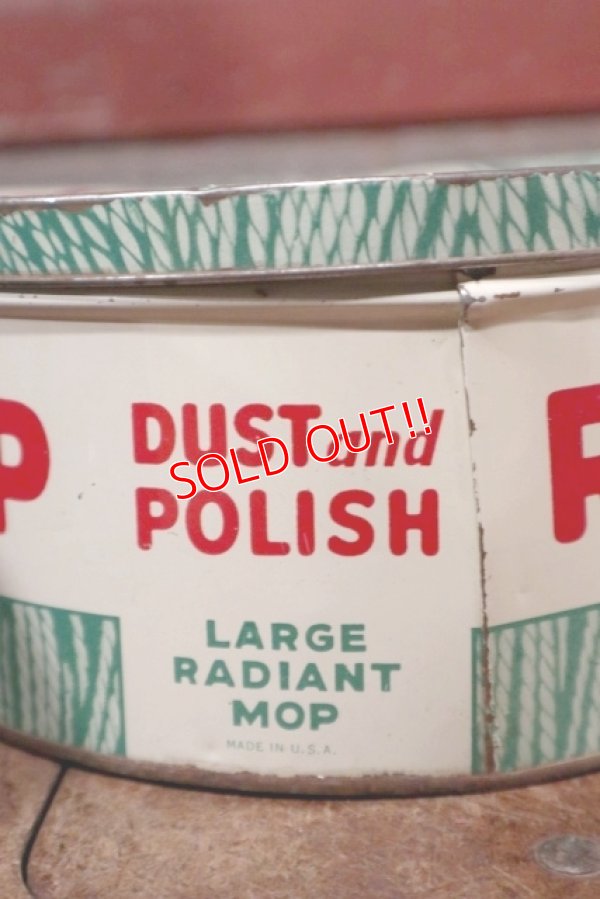 P
DUST and
POLISH
R
SOLD OUT!!
LARGE
RADIANT
MOP
MADE IN U.S.A.